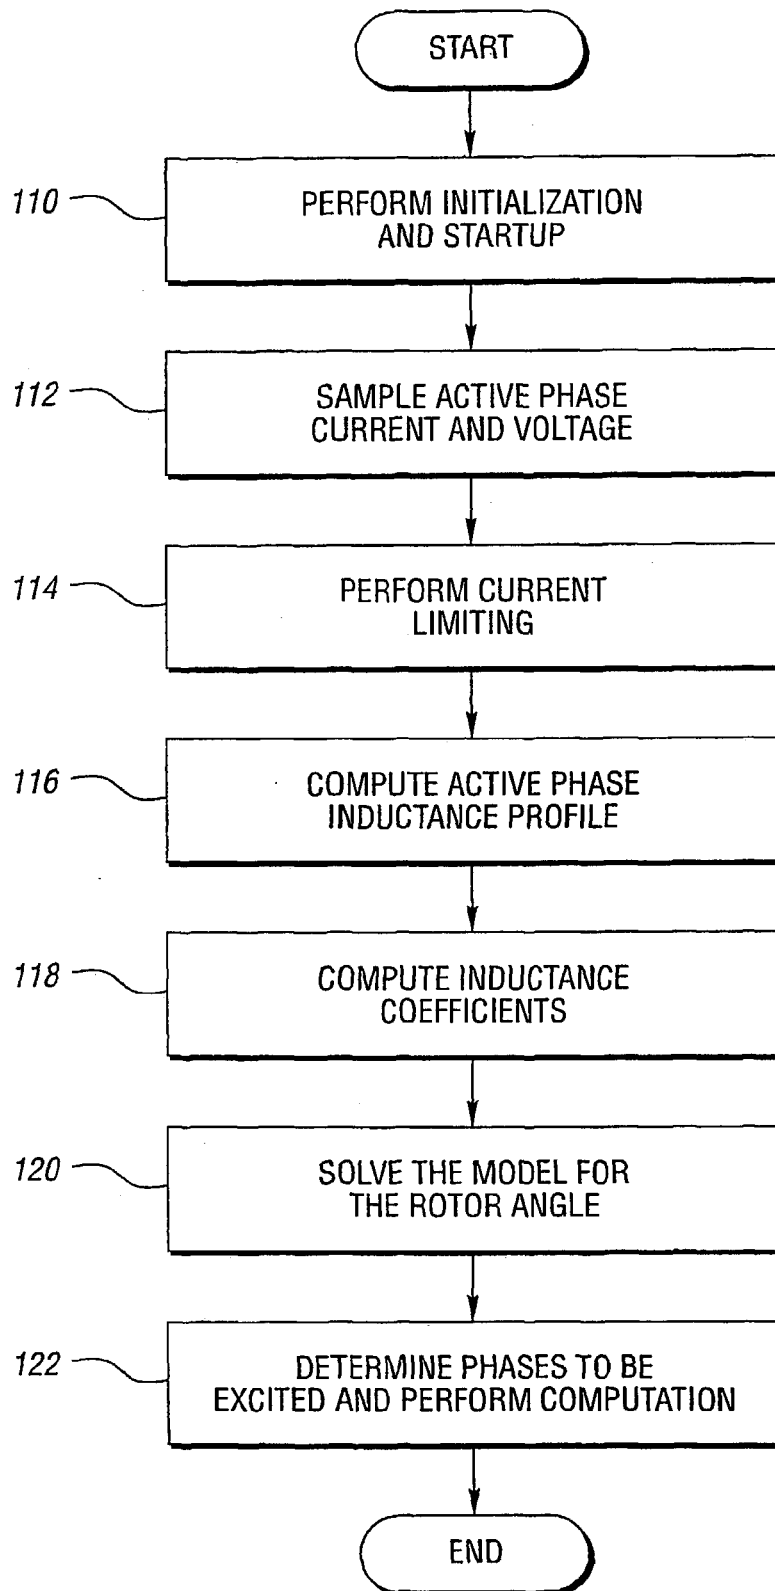 START
110
PERFORM INITIALIZATION
AND STARTUP
112
SAMPLE ACTIVE PHASE
CURRENT AND VOLTAGE
114
PERFORM CURRENT
LIMITING
116
COMPUTE ACTIVE PHASE
INDUCTANCE PROFILE
118
COMPUTE INDUCTANCE
COEFFICIENTS
120
SOLVE THE MODEL FOR
THE ROTOR ANGLE
122
DETERMINE PHASES TO BE
EXCITED AND PERFORM COMPUTATION
END